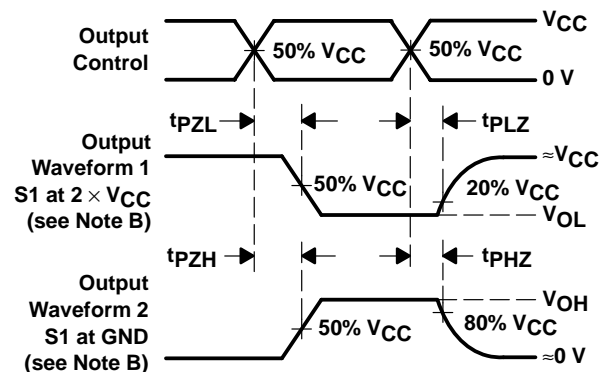 Output
Control
50% VCC
50% VCC
VCC
0 V
tPZL
tPLZ
Output
Waveform 1
S1 at 2 × VCC
(see Note B)
50% VCC
≈VCC
20% VCC
VOL
tPZH
tPHZ
Output
Waveform 2
S1 at GND
(see Note B)
50% VCC
VOH
80% VCC
≈0 V